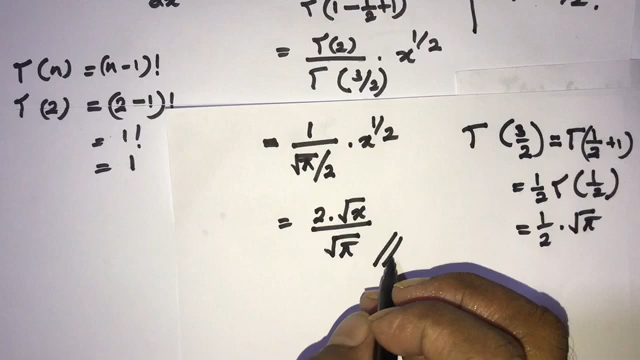 dx
Γ(1-1/2+1)
= Γ(2)/Γ(3/2) · x^1/2
Γ(n) = (n-1)!
Γ(2) = (2-1)!
= 1!
= 1
= 1/(√π/2) · x^1/2
= 2·√x/√π //
Γ(3/2) = Γ(1/2+1)
= 1/2 Γ(1/2)
= 1/2 · √π